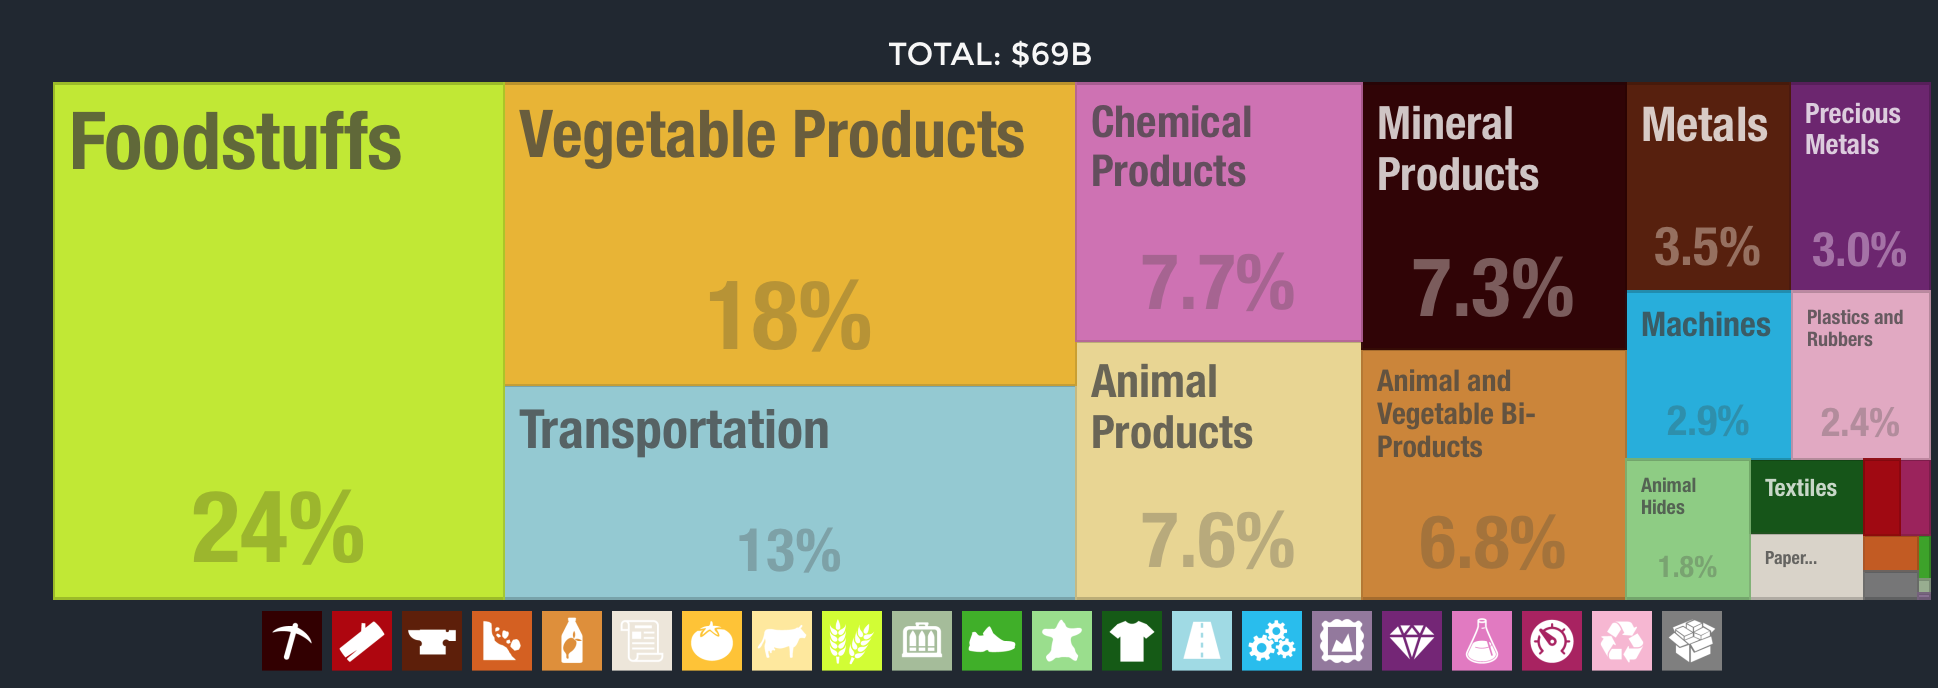 TOTAL: $69B
Foodstuffs
24%
Vegetable Products
18%
Transportation
13%
Chemical
Products
7.7%
Animal
Products
7.6%
Mineral
Products
7.3%
Animal and
Vegetable Bi-
Products
6.8%
Metals
3.5%
Precious
Metals
3.0%
Machines
2.9%
Plastics and
Rubbers
2.4%
Animal
Hides
1.8%
Textiles
Paper...